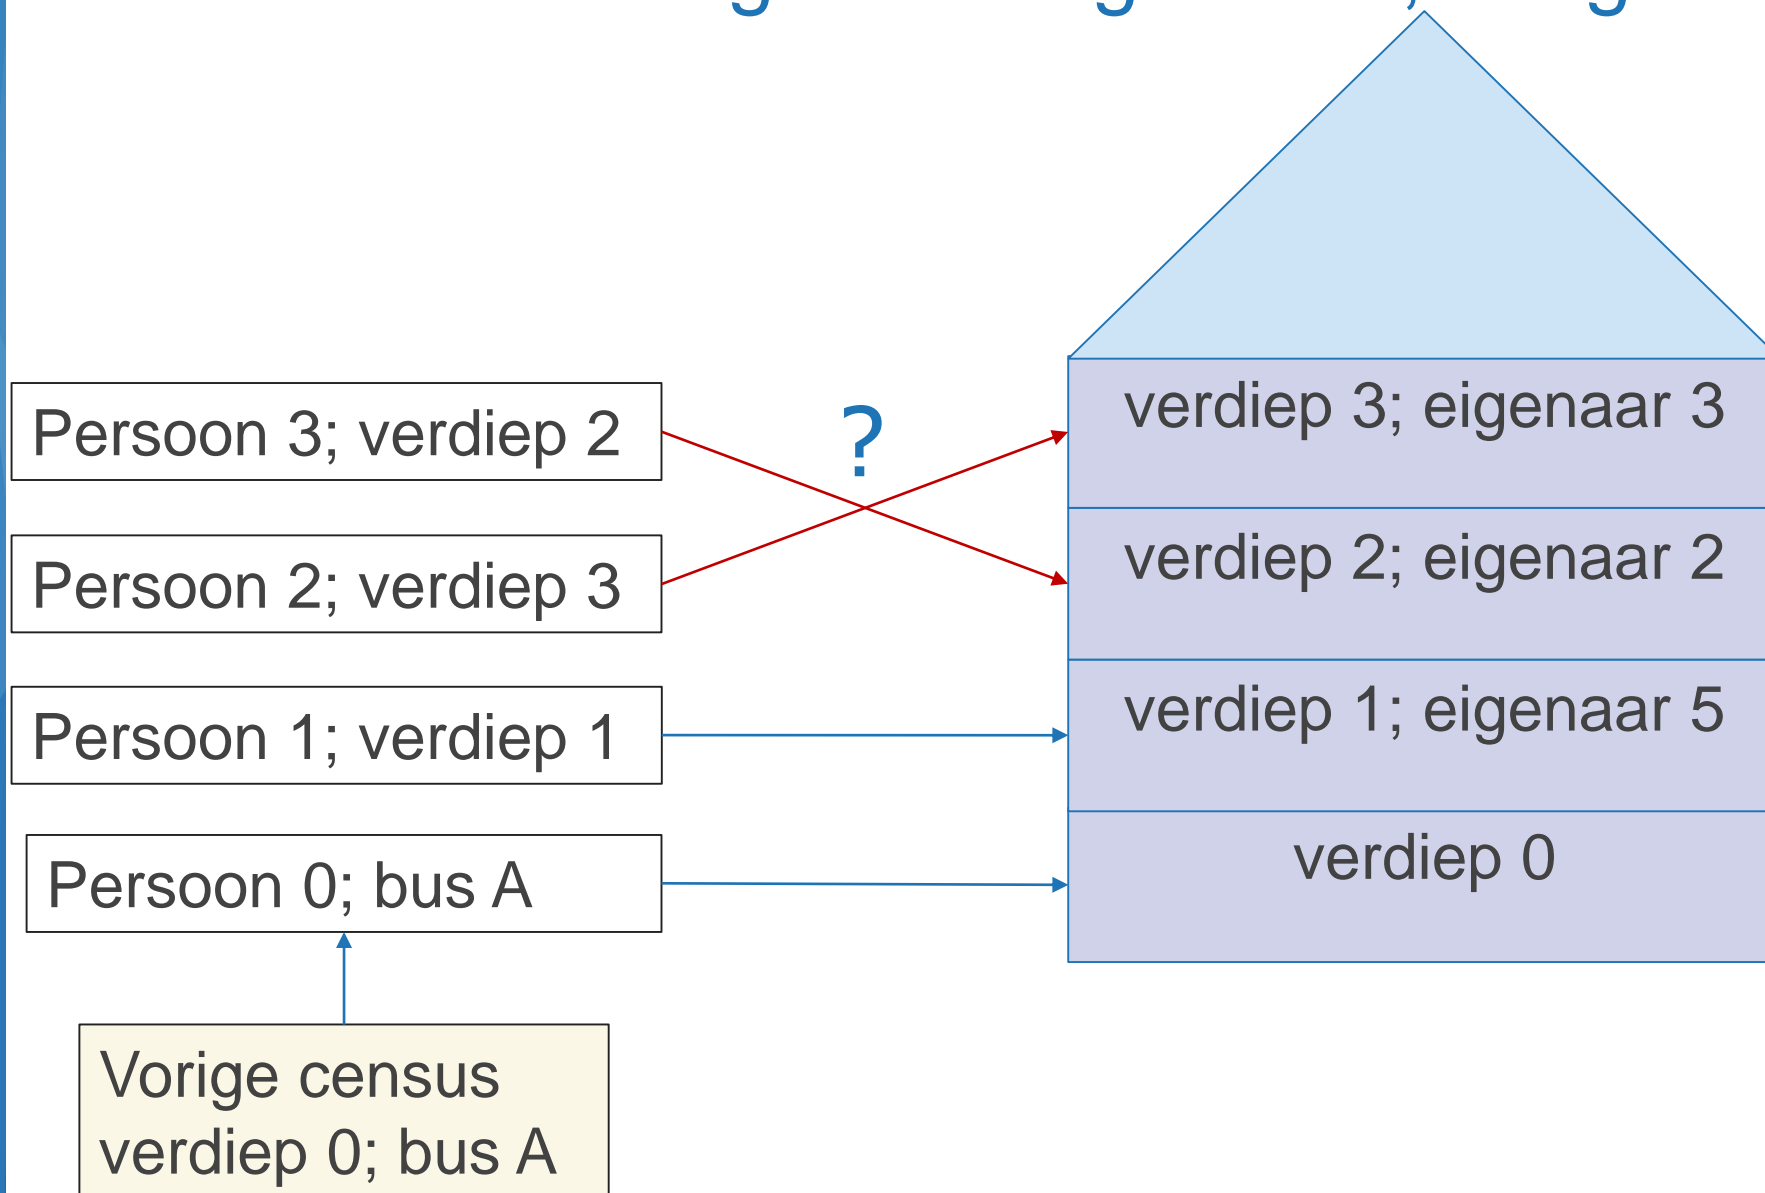 Persoon 3; verdiep 2
?
verdiep 3; eigenaar 3
Persoon 2; verdiep 3
verdiep 2; eigenaar 2
Persoon 1; verdiep 1
verdiep 1; eigenaar 5
Persoon 0; bus A
verdiep 0
Vorige census
verdiep 0; bus A